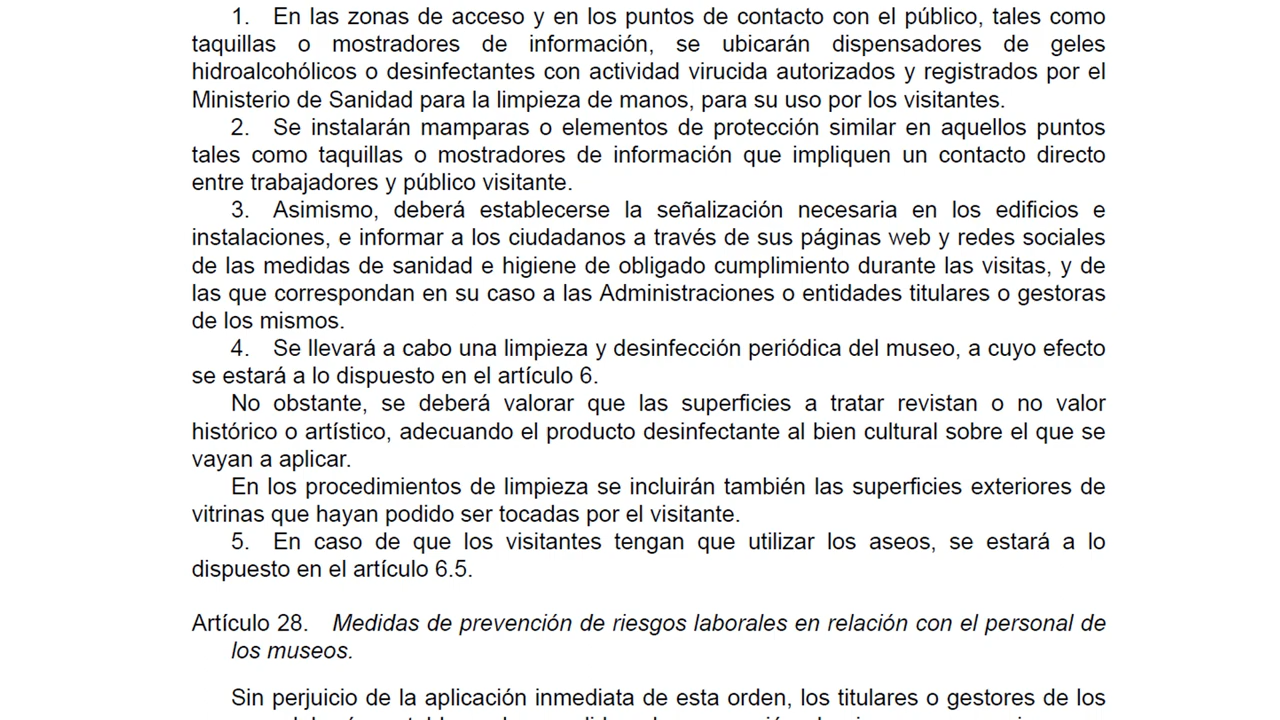 1. En las zonas de acceso y en los puntos de contacto con el público, tales como
taquillas o mostradores de información, se ubicarán dispensadores de geles
hidroalcohólicos o desinfectantes con actividad virucida autorizados y registrados por el
Ministerio de Sanidad para la limpieza de manos, para su uso por los visitantes.
2. Se instalarán mamparas o elementos de protección similar en aquellos puntos
tales como taquillas o mostradores de información que impliquen un contacto directo
entre trabajadores y público visitante.
3. Asimismo, deberá establecerse la señalización necesaria en los edificios e
instalaciones, e informar a los ciudadanos a través de sus páginas web y redes sociales
de las medidas de sanidad e higiene de obligado cumplimiento durante las visitas, y de
las que correspondan en su caso a las Administraciones o entidades titulares o gestoras
de los mismos.
4. Se llevará a cabo una limpieza y desinfección periódica del museo, a cuyo efecto
se estará a lo dispuesto en el artículo 6.
No obstante, se deberá valorar que las superficies a tratar revistan o no valor
histórico o artístico, adecuando el producto desinfectante al bien cultural sobre el que se
vayan a aplicar.
En los procedimientos de limpieza se incluirán también las superficies exteriores de
vitrinas que hayan podido ser tocadas por el visitante.
5. En caso de que los visitantes tengan que utilizar los aseos, se estará a lo
dispuesto en el artículo 6.5.
Artículo 28. Medidas de prevención de riesgos laborales en relación con el personal de
los museos.
Sin perjuicio de la aplicación inmediata de esta orden, los titulares o gestores de los